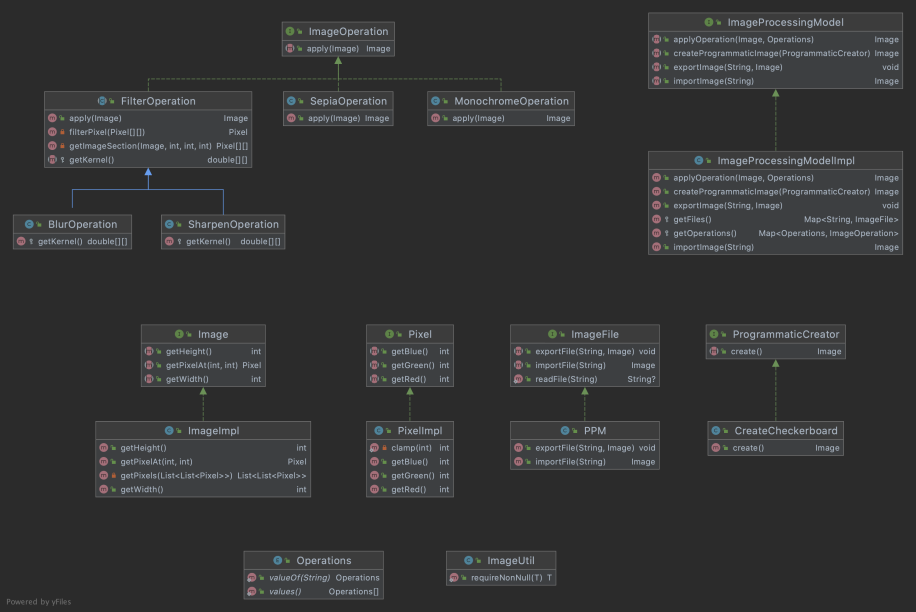 ImageOperation
apply(Image) Image
ImageProcessingModel
applyOperation(Image, Operations) Image
createProgrammaticImage(ProgrammaticCreator) Image
exportImage(String, Image) void
importImage(String) Image
FilterOperation
apply(Image) Image
filterPixel(Pixel[][]) Pixel
getImageSection(Image, int, int, int) Pixel[][]
getKernel() double[][]
SepiaOperation
apply(Image) Image
MonochromeOperation
apply(Image) Image
ImageProcessingModelImpl
applyOperation(Image, Operations) Image
createProgrammaticImage(ProgrammaticCreator) Image
exportImage(String, Image) void
getFiles() Map<String, ImageFile>
getOperations() Map<Operations, ImageOperation>
importImage(String) Image
BlurOperation
getKernel() double[][]
SharpenOperation
getKernel() double[][]
Image
getHeight() int
getPixelAt(int, int) Pixel
getWidth() int
Pixel
getBlue() int
getGreen() int
getRed() int
ImageFile
exportFile(String, Image) void
importFile(String) Image
readFile(String) String?
ProgrammaticCreator
create() Image
ImageImpl
getHeight() int
getPixelAt(int, int) Pixel
getPixels(List<List<Pixel>>) List<List<Pixel>>
getWidth() int
PixelImpl
clamp(int) int
getBlue() int
getGreen() int
getRed() int
PPM
exportFile(String, Image) void
importFile(String) Image
CreateCheckerboard
create() Image
Operations
valueOf(String) Operations
values() Operations[]
ImageUtil
requireNonNull(T) T
Powered by yFiles